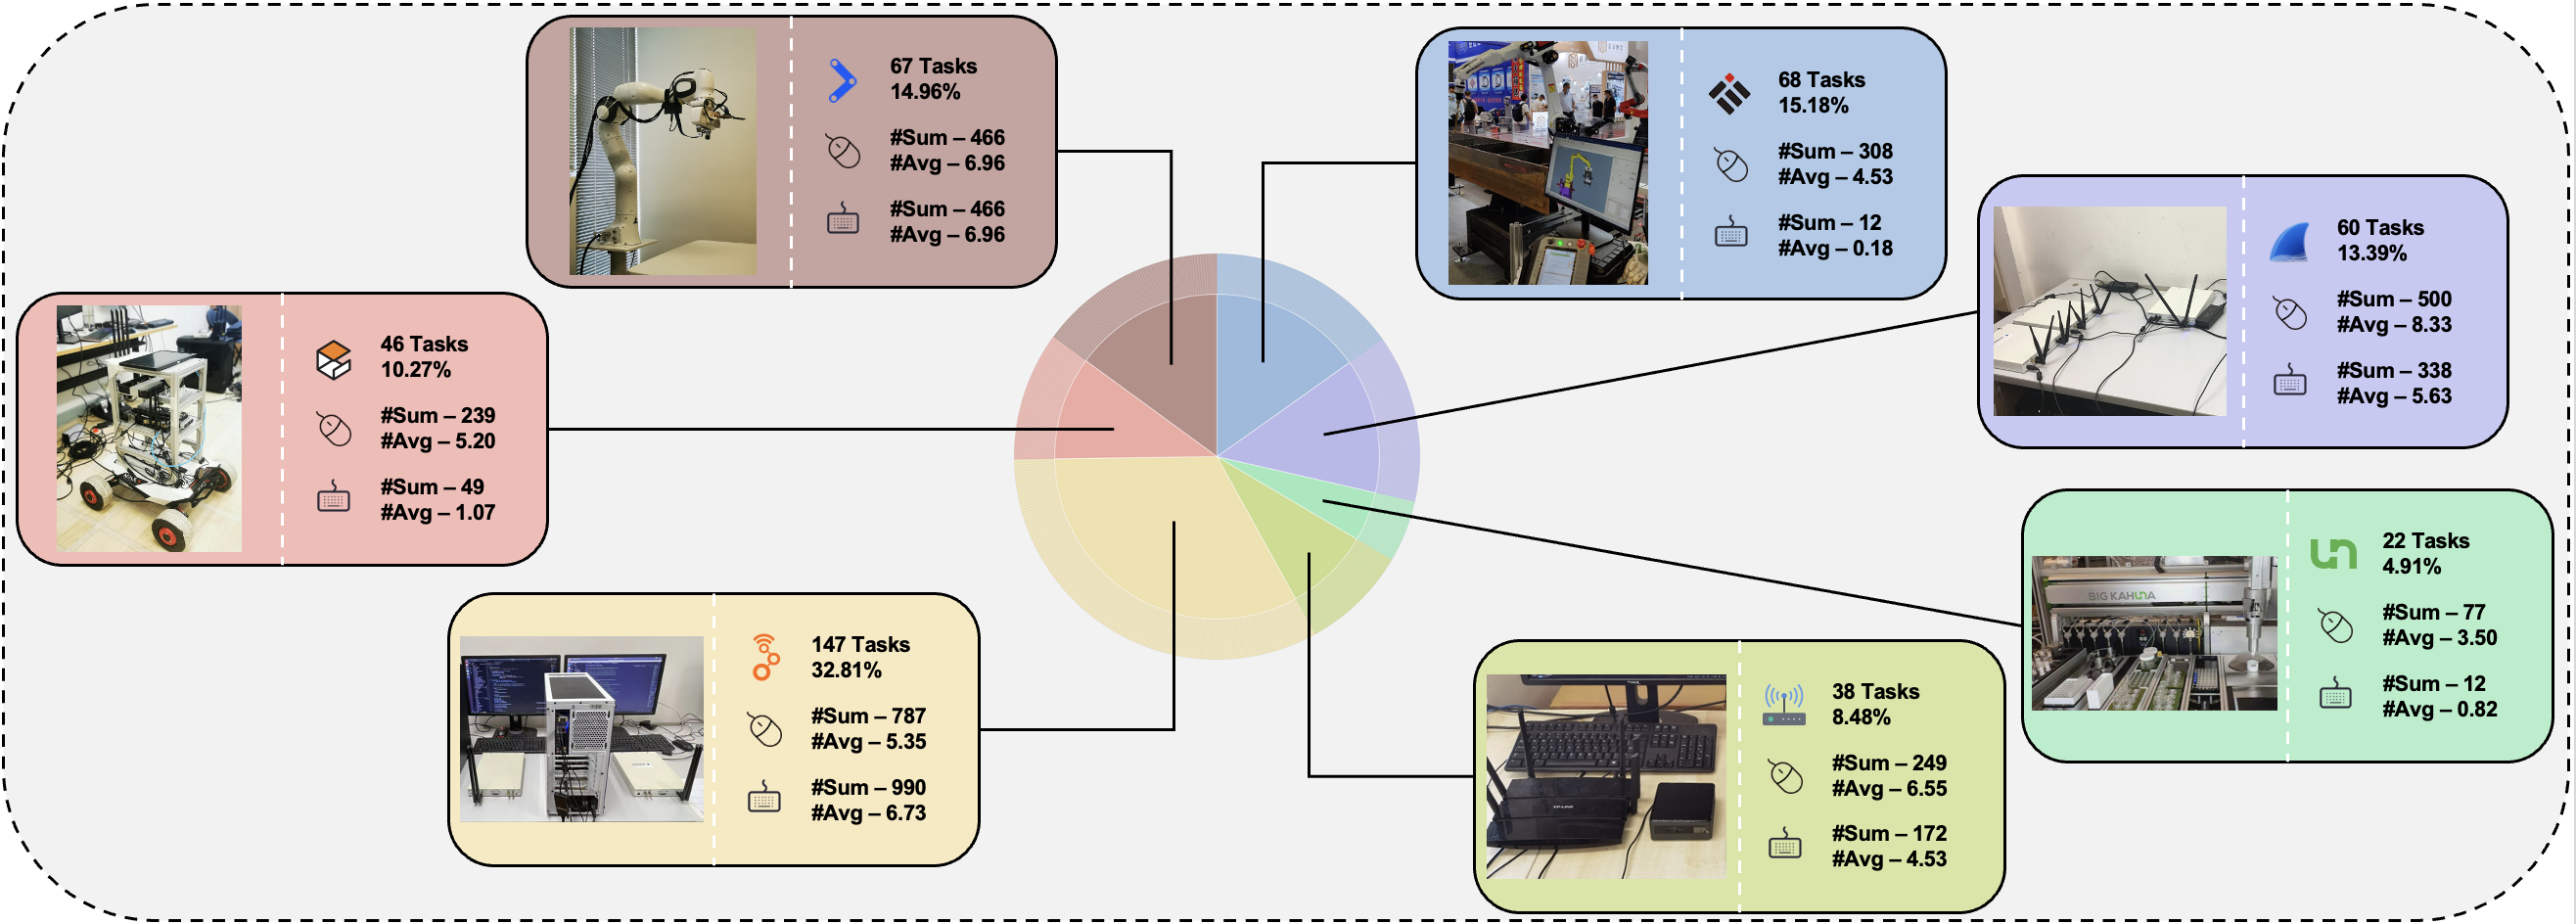 67 Tasks
14.96%
#Sum – 466
#Avg – 6.96
#Sum – 466
#Avg – 6.96
68 Tasks
15.18%
#Sum – 308
#Avg – 4.53
#Sum – 12
#Avg – 0.18
60 Tasks
13.39%
#Sum – 500
#Avg – 8.33
#Sum – 338
#Avg – 5.63
46 Tasks
10.27%
#Sum – 239
#Avg – 5.20
#Sum – 49
#Avg – 1.07
22 Tasks
4.91%
#Sum – 77
#Avg – 3.50
#Sum – 12
#Avg – 0.82
BIG KAHUNA
147 Tasks
32.81%
#Sum – 787
#Avg – 5.35
#Sum – 990
#Avg – 6.73
38 Tasks
8.48%
#Sum – 249
#Avg – 6.55
#Sum – 172
#Avg – 4.53
TP-LINK